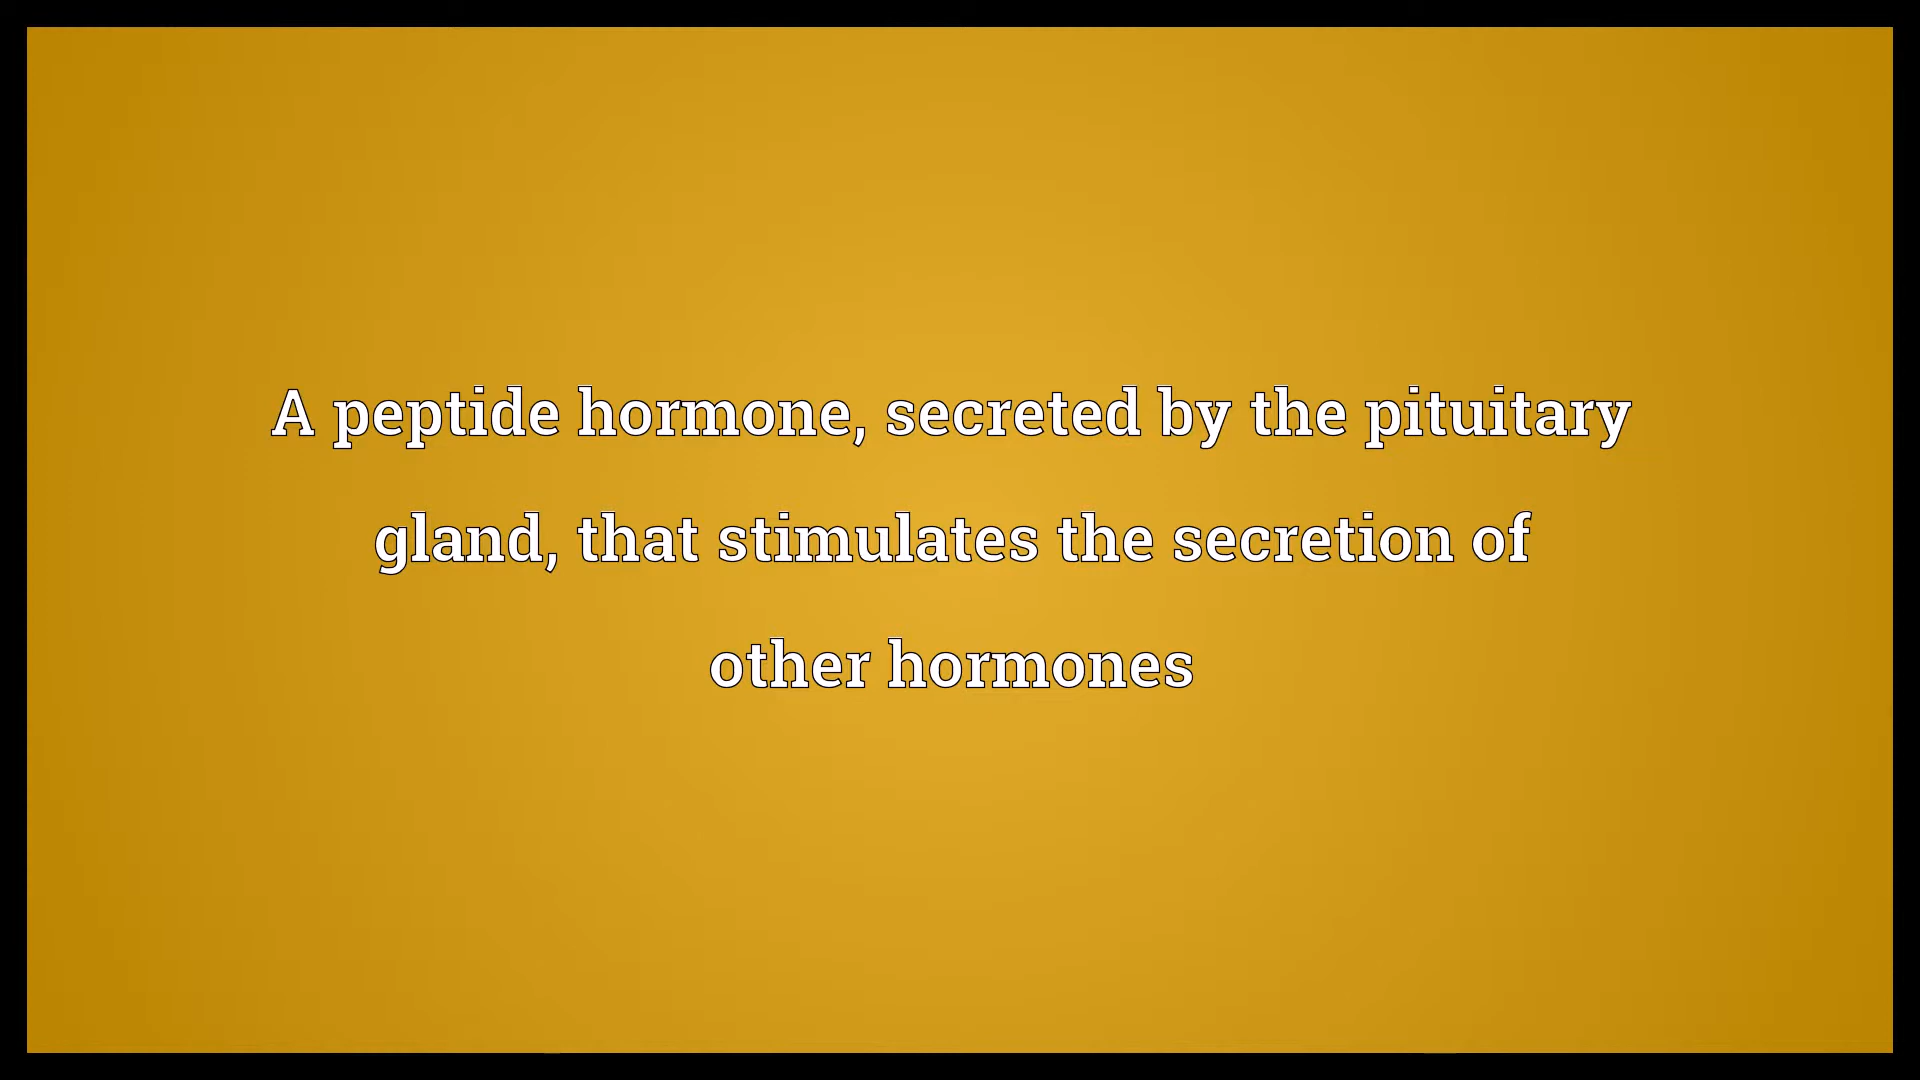 A peptide hormone, secreted by the pituitary
gland, that stimulates the secretion of
other hormones